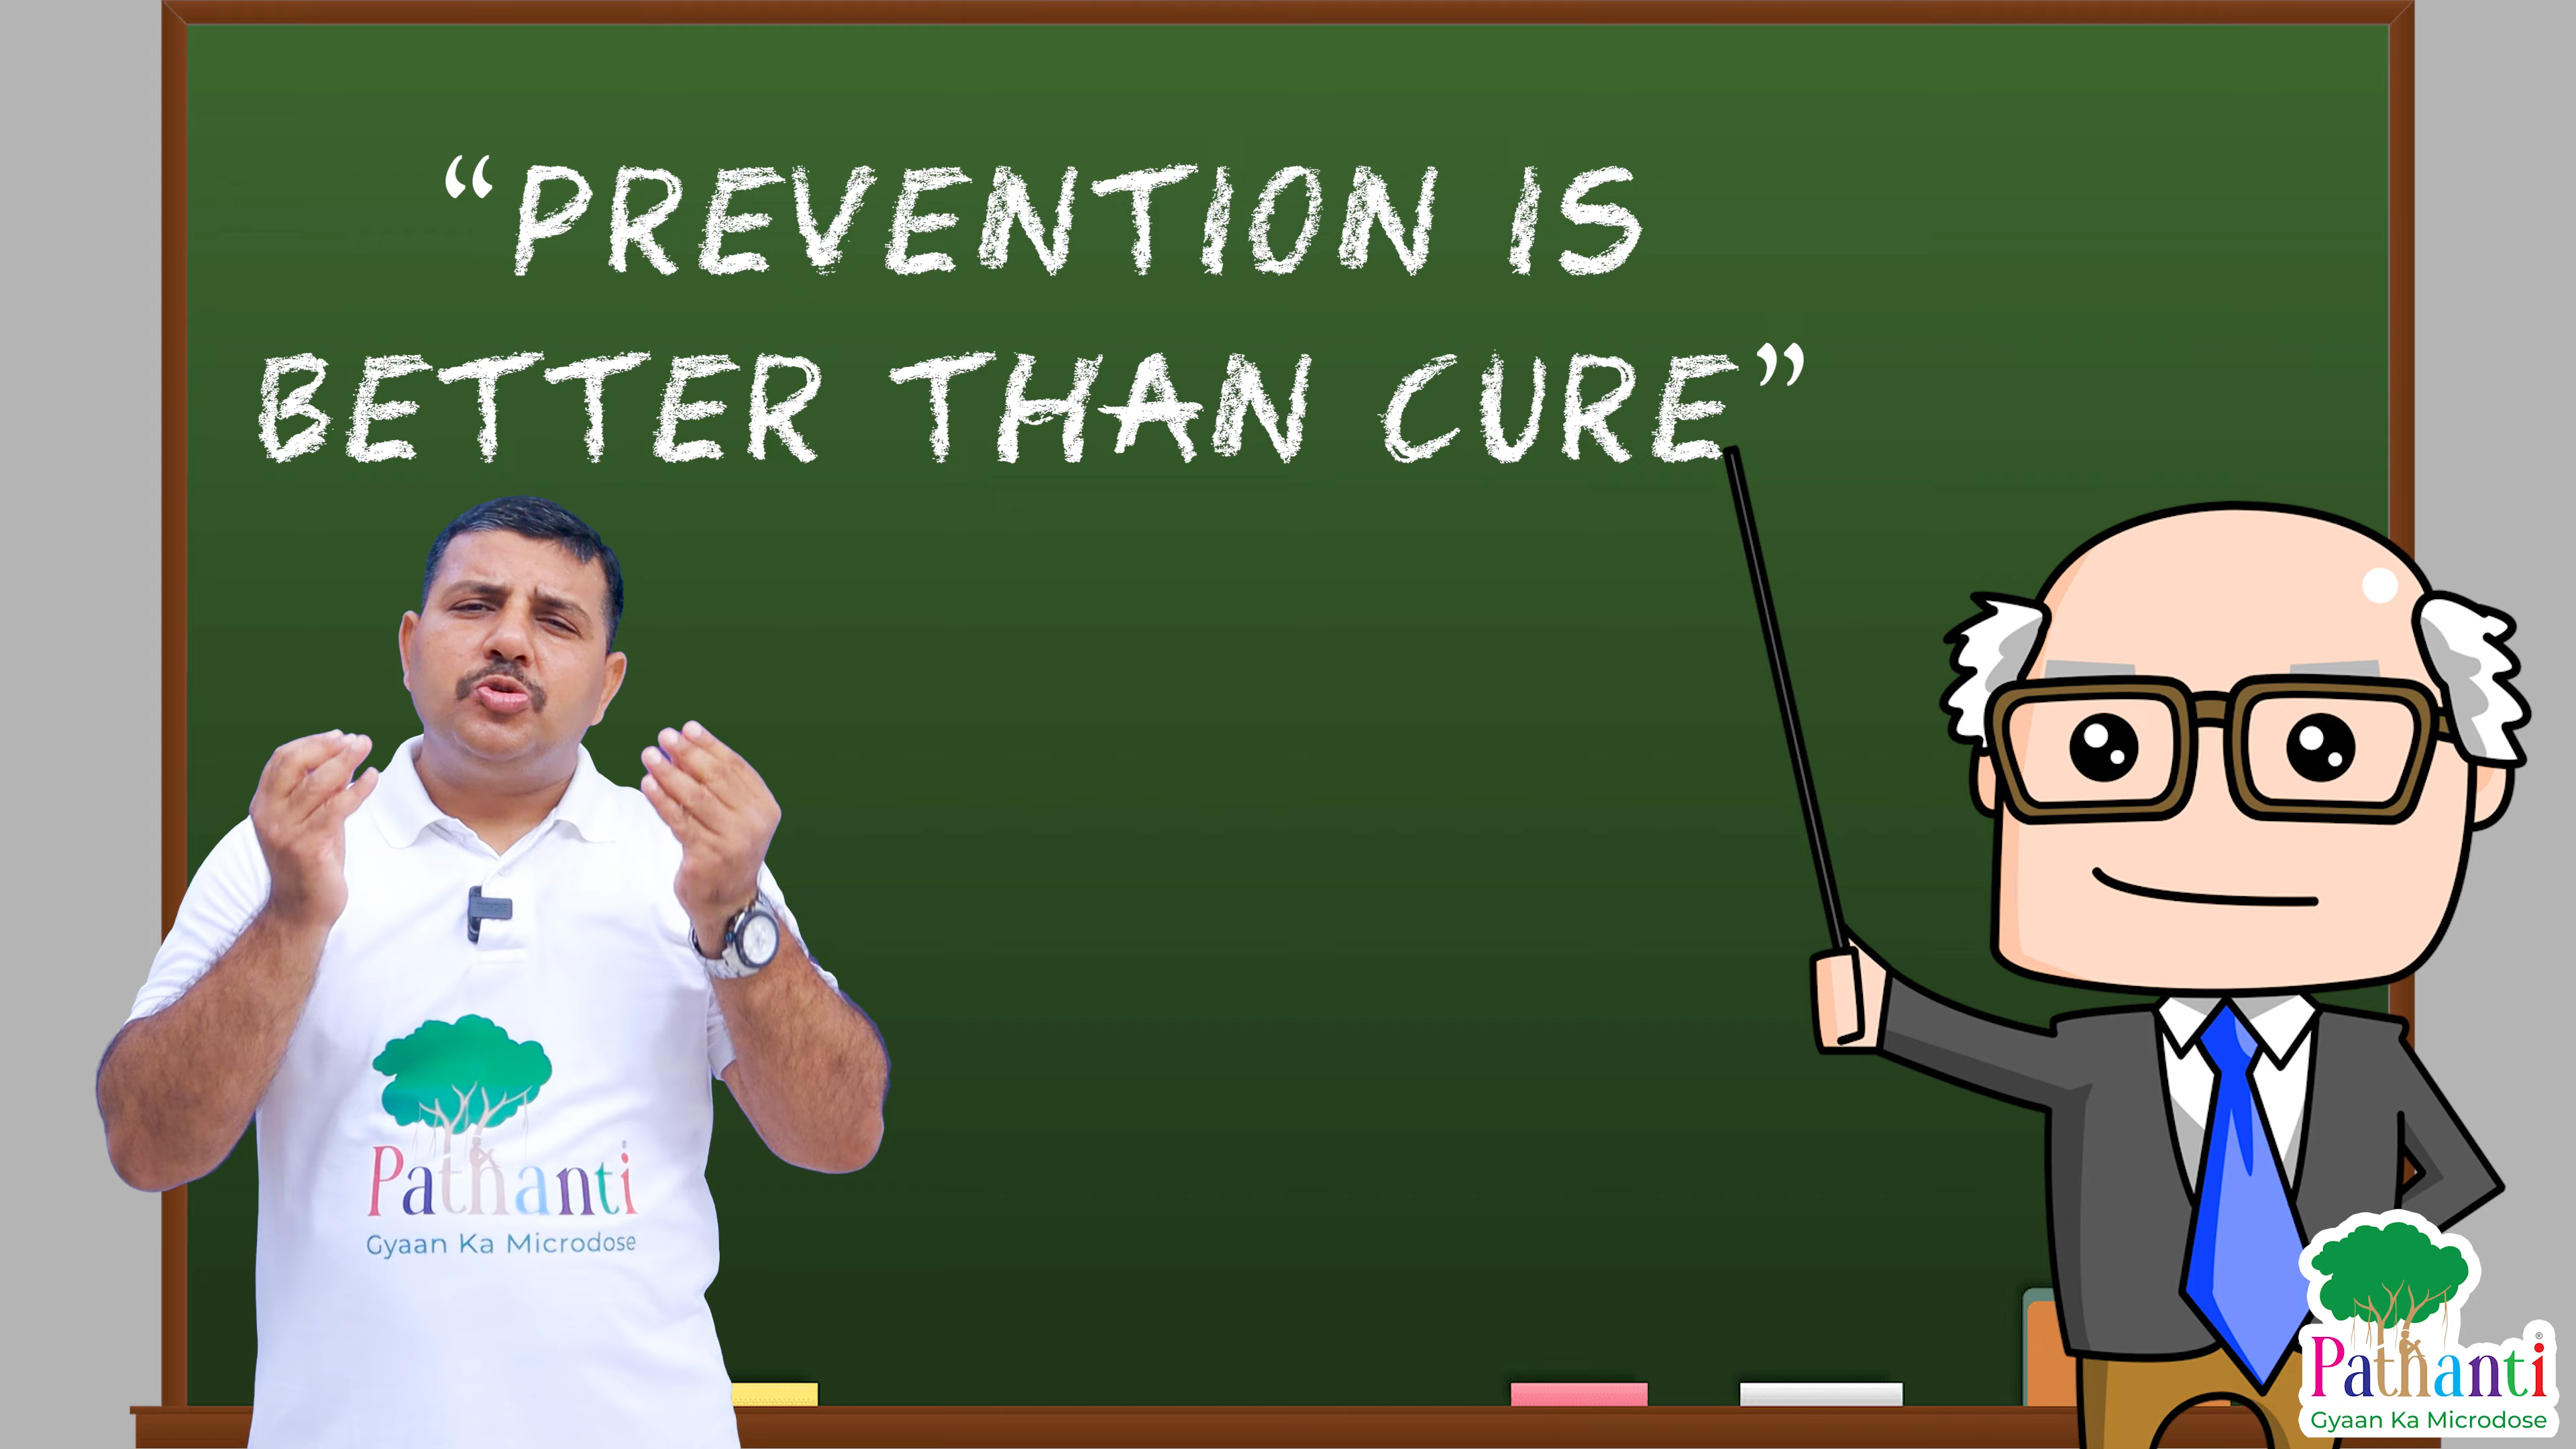 “PREVENTION IS
BETTER THAN CURE”
Pathanti
Gyaan Ka Microdose
Pathanti®
Gyaan Ka Microdose